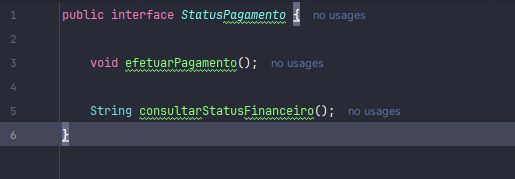 1 public interface StatusPagamento { no usages
2
3 void efetuarPagamento(); no usages
4
5 String consultarStatusFinanceiro(); no usages
6 }